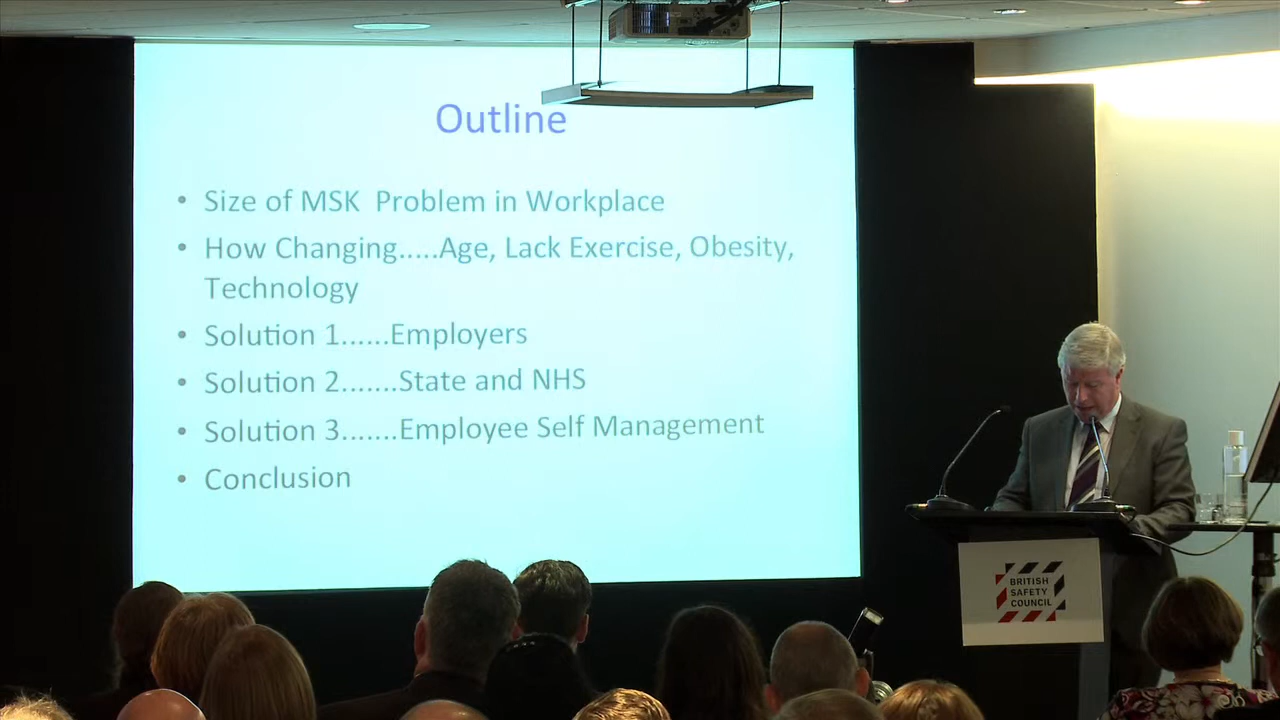 Outline
• Size of MSK Problem in Workplace
• How Changing.....Age, Lack Exercise, Obesity,
Technology
• Solution 1......Employers
• Solution 2.......State and NHS
• Solution 3.......Employee Self Management
• Conclusion
BRITISH
SAFETY
COUNCIL